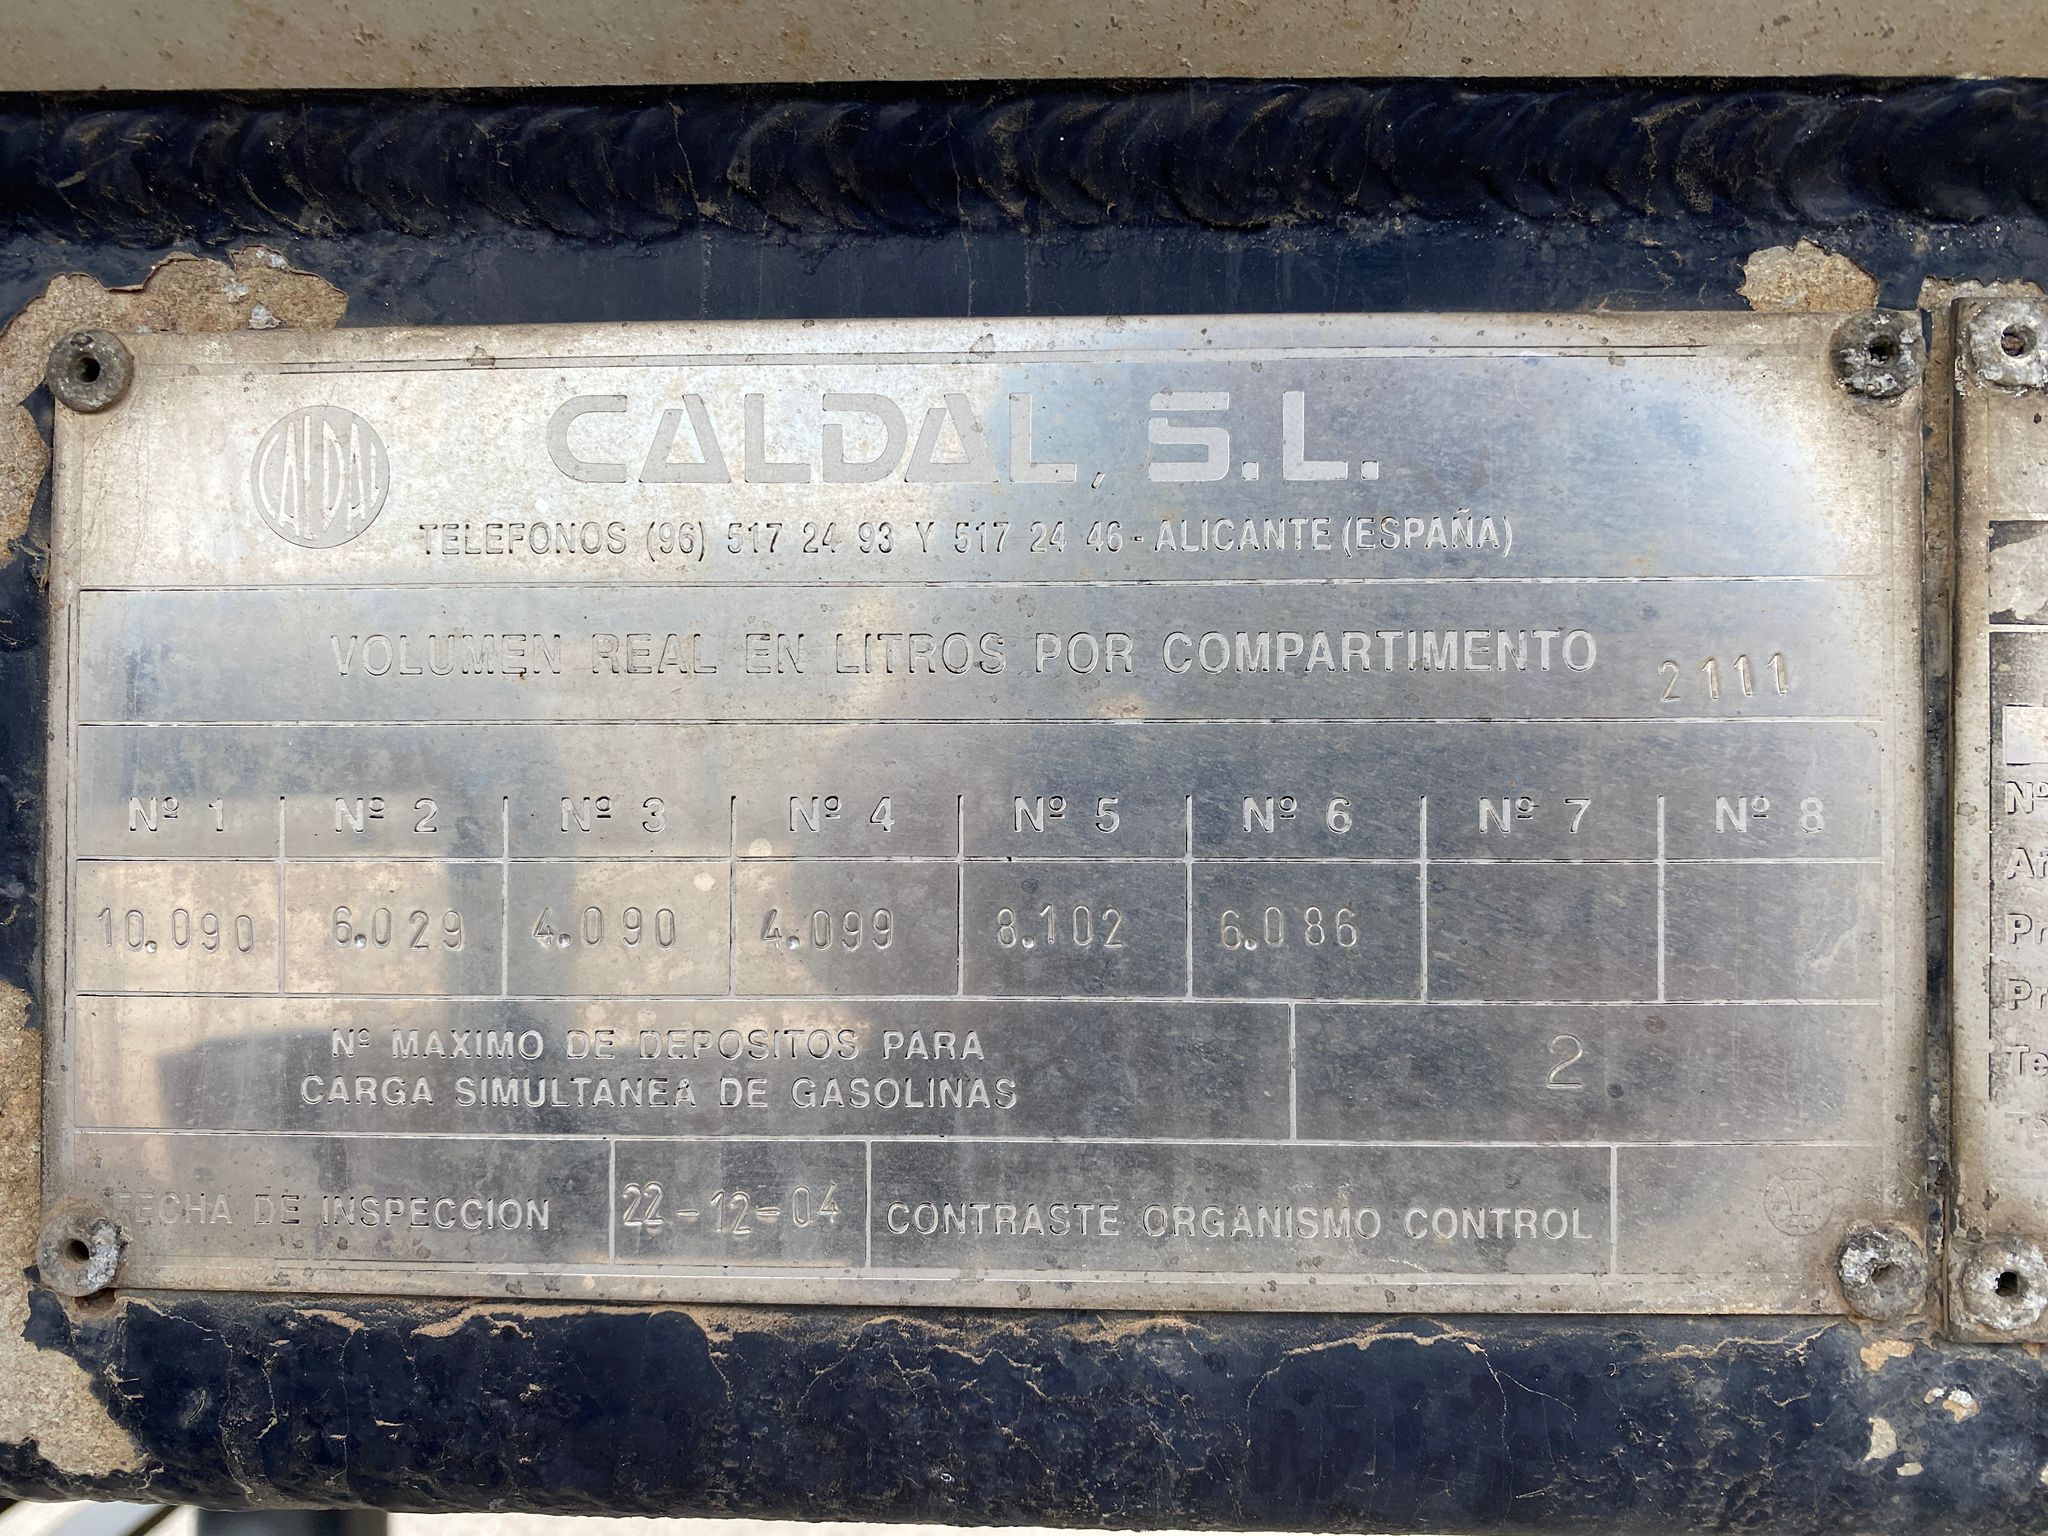 CALDAL
CALDAL, S.L.
TELEFONOS (96) 517 24 93 Y 517 24 46 - ALICANTE (ESPAÑA)
VOLUMEN REAL EN LITROS POR COMPARTIMENTO 2111
Nº 1 Nº 2 Nº 3 Nº 4 Nº 5 Nº 6 Nº 7 Nº 8
10.090 6.029 4.090 4.099 8.102 6.086
Nº MAXIMO DE DEPOSITOS PARA
CARGA SIMULTANEA DE GASOLINAS
2
FECHA DE INSPECCION 22-12-04 CONTRASTE ORGANISMO CONTROL
Nº